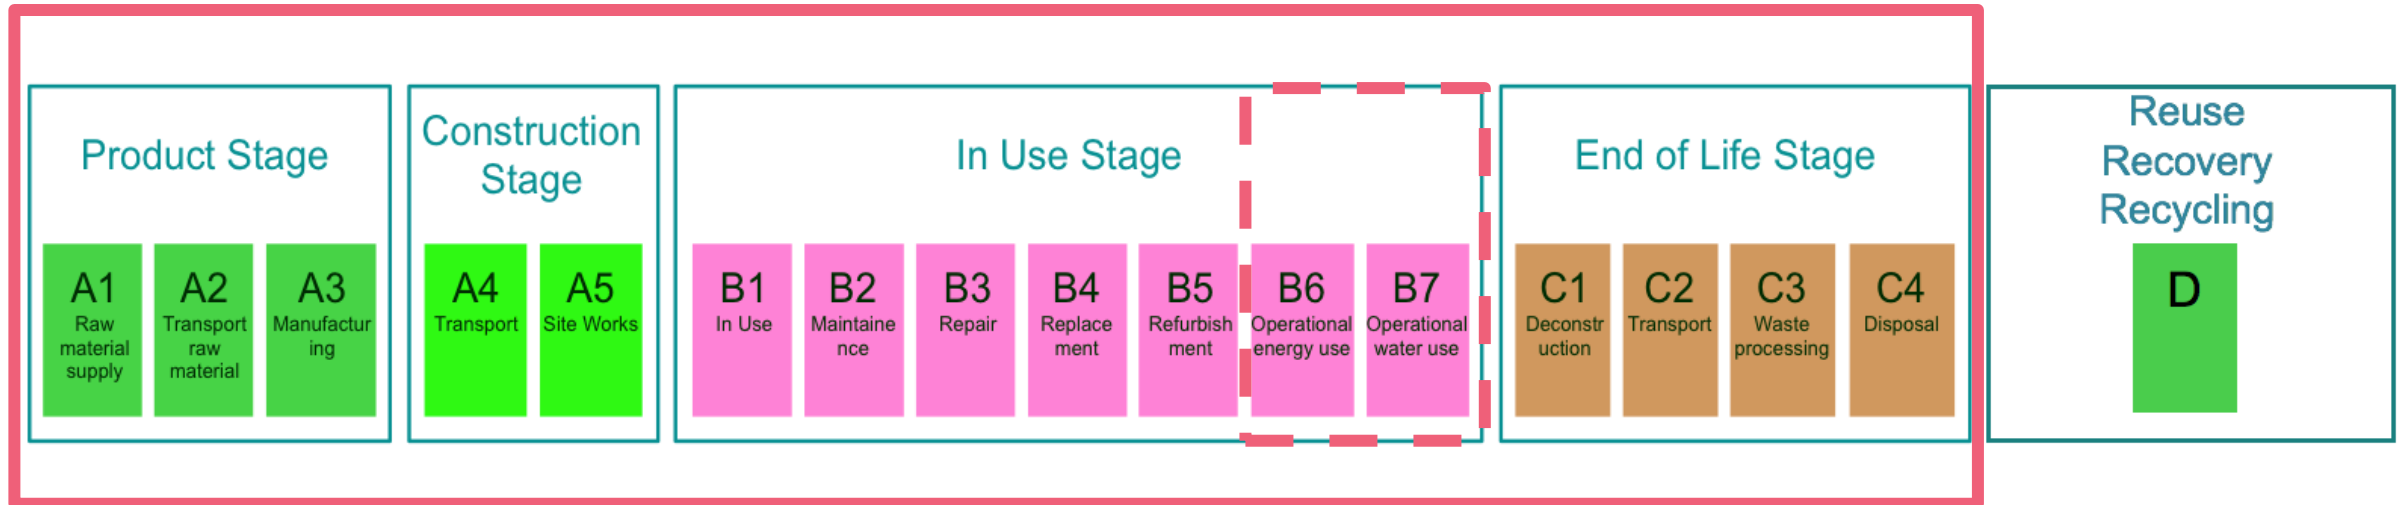 Product Stage
A1
Raw
material
supply
A2
Transport
raw
material
A3
Manufactur
ing
Construction
Stage
A4
Transport
A5
Site Works
In Use Stage
B1
In Use
B2
Maintaine
nce
B3
Repair
B4
Replace
ment
B5
Refurbish
ment
B6
Operational
energy use
B7
Operational
water use
End of Life Stage
C1
Deconstr
uction
C2
Transport
C3
Waste
processing
C4
Disposal
Reuse
Recovery
Recycling
D